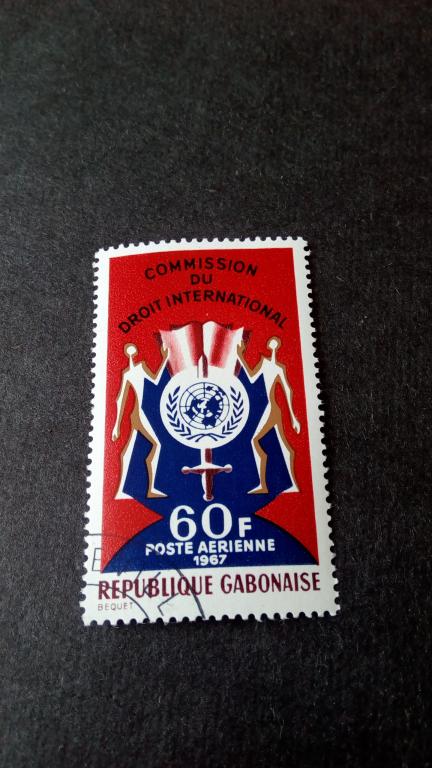 COMMISSION
DU
DROIT INTERNATIONAL
60F
POSTE AERIENNE
1967
REPUBLIQUE GABONAISE
BEQUET